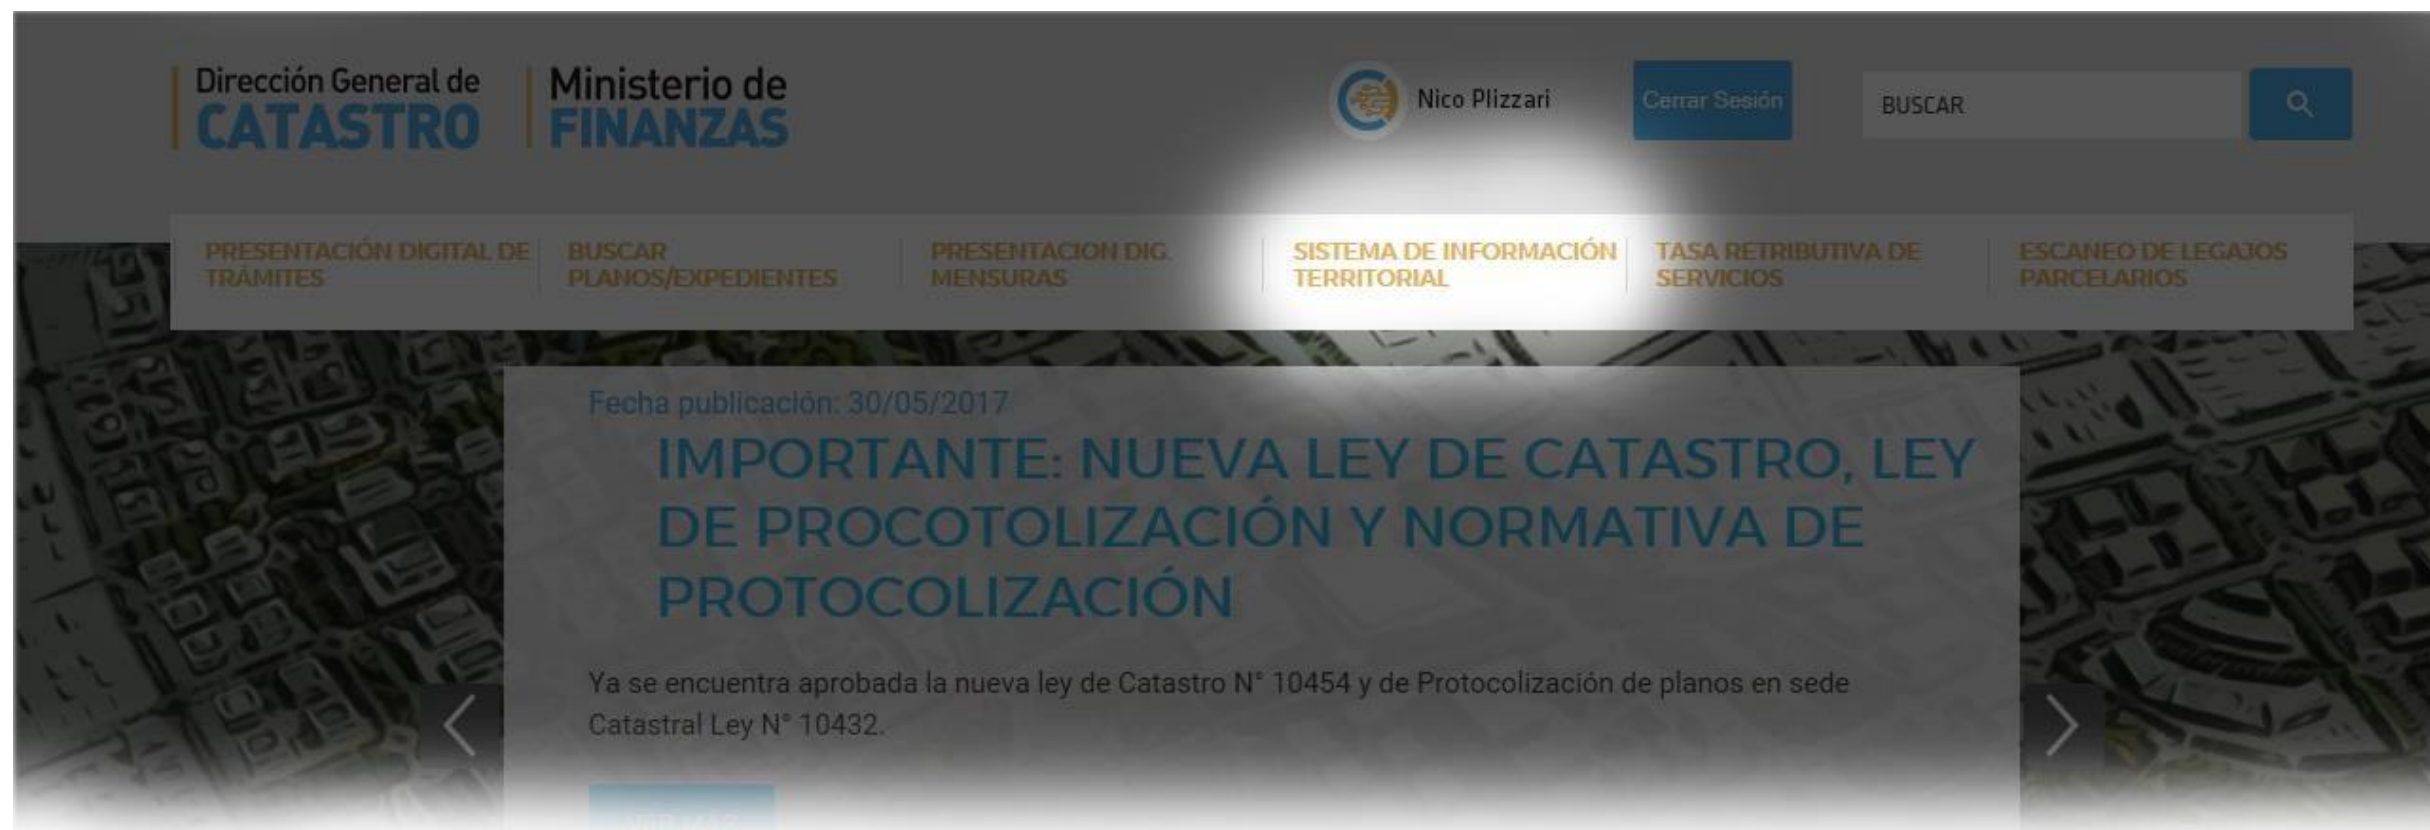 Dirección General de
CATASTRO
Ministerio de
FINANZAS
Nico Plizzari
Cerrar Sesión
BUSCAR
PRESENTACIÓN DIGITAL DE
TRÁMITES
BUSCAR
PLANOS/EXPEDIENTES
PRESENTACION DIG.
MENSURAS
SISTEMA DE INFORMACIÓN
TERRITORIAL
TASA RETRIBUTIVA DE
SERVICIOS
ESCANEO DE LEGAJOS
PARCELARIOS
Fecha publicación: 30/05/2017
IMPORTANTE: NUEVA LEY DE CATASTRO, LEY
DE PROCOTOLIZACIÓN Y NORMATIVA DE
PROTOCOLIZACIÓN
Ya se encuentra aprobada la nueva ley de Catastro N° 10454 y de Protocolización de planos en sede
Catastral Ley N° 10432.